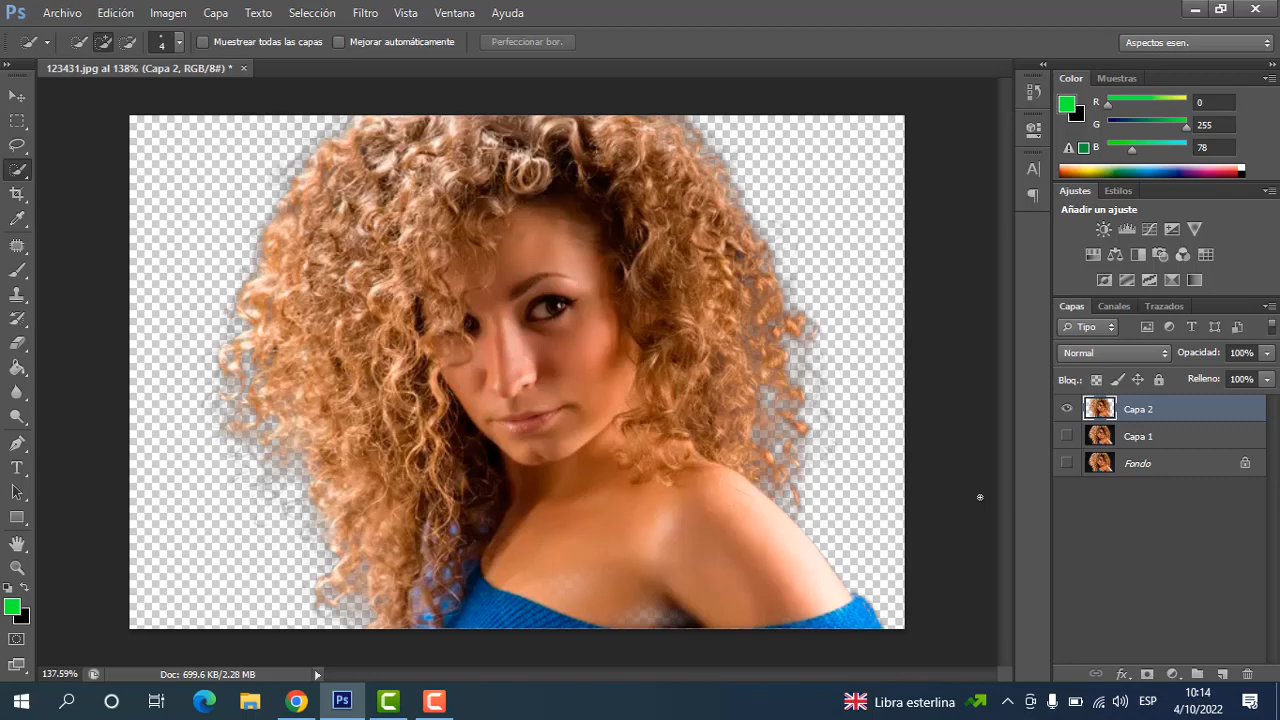 Ps Archivo Edición Imagen Capa Texto Selección Filtro Vista Ventana Ayuda
4 Muestrear todas las capas Mejorar automáticamente Perfeccionar bor. Aspectos esen.
123431.jpg al 138% (Capa 2, RGB/8#) * ×
Color Muestras
R 0
G 255
B 78
Ajustes Estilos
Añadir un ajuste
Capas Canales Trazados
Tipo
Normal Opacidad: 100%
Bloq.: Relleno: 100%
Capa 2
Capa 1
Fondo
137.59% Doc: 699.6 KB/2.28 MB
Ps C C Libra esterlina ESP 10:14
4/10/2022